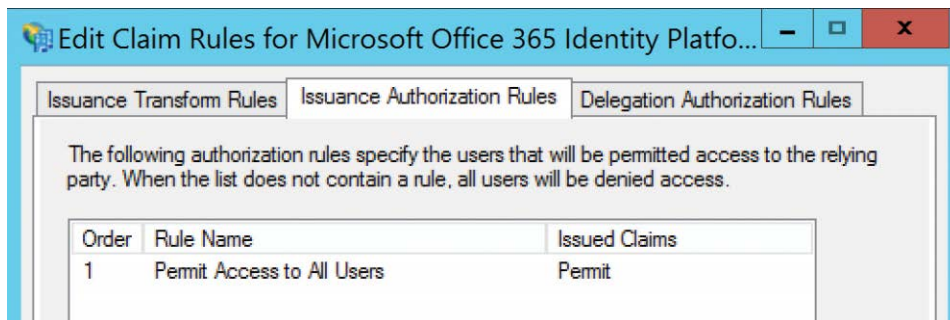 Edit Claim Rules for Microsoft Office 365 Identity Platfo...
Issuance Transform Rules Issuance Authorization Rules Delegation Authorization Rules
The following authorization rules specify the users that will be permitted access to the relying
party. When the list does not contain a rule, all users will be denied access.
Order Rule Name Issued Claims
1 Permit Access to All Users Permit